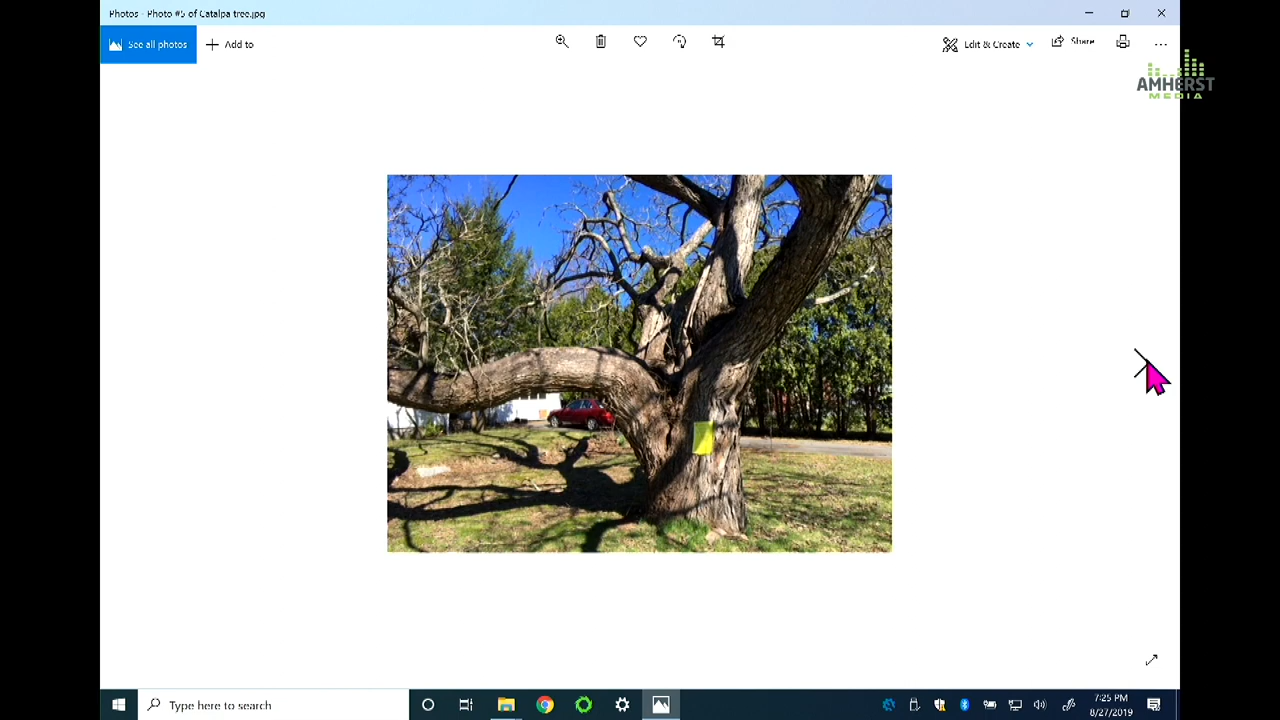 Photos - Photo #5 of Catalpa tree.jpg
See all photos
Add to
Edit & Create
Share
AMHERST
MEDIA
Type here to search
7:25 PM
8/27/2019